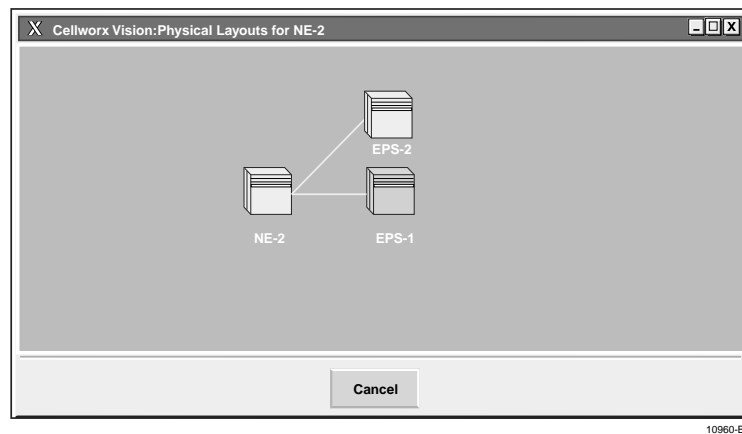 X Cellworx Vision:Physical Layouts for NE-2
X
EPS-2
NE-2
EPS-1
Cancel
10960-B